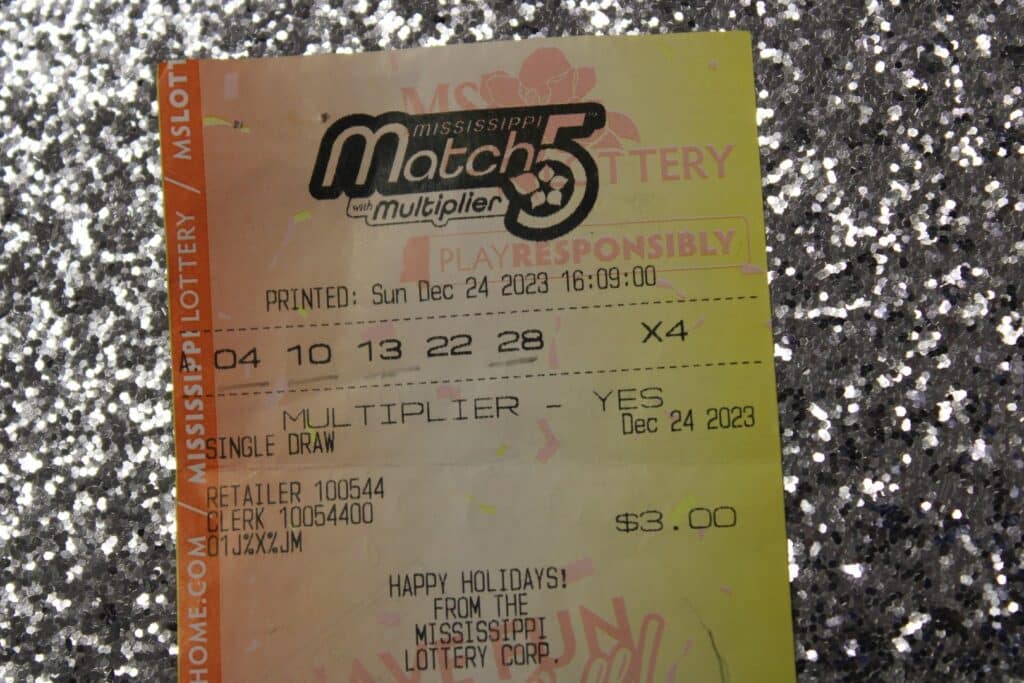 MS
LOTTERY
MISSISSIPPI
Match 5
with multiplier
PLAYRESPONSIBLY
PRINTED: Sun Dec 24 2023 16:09:00
A 04 10 13 22 28 X4
MULTIPLIER - YES
SINGLE DRAW Dec 24 2023
RETAILER 100544
CLERK 10054400 $3.00
01J%X%JM
HAPPY HOLIDAYS!
FROM THE
MISSISSIPPI
LOTTERY CORP.
HOME.COM / MISSISSIPPI LOTTERY / MSLOTT